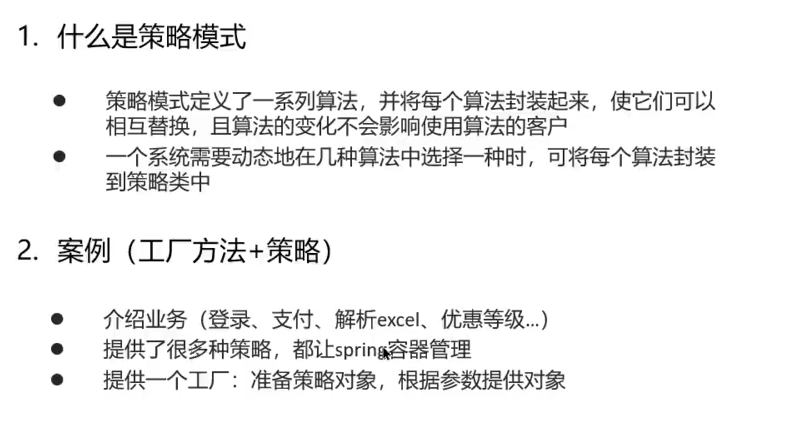 1. 什么是策略模式
● 策略模式定义了一系列算法，并将每个算法封装起来，使它们可以
相互替换，且算法的变化不会影响使用算法的客户
● 一个系统需要动态地在几种算法中选择一种时，可将每个算法封装
到策略类中
2. 案例（工厂方法+策略）
● 介绍业务（登录、支付、解析excel、优惠等级...）
● 提供了很多种策略，都让spring容器管理
● 提供一个工厂：准备策略对象，根据参数提供对象